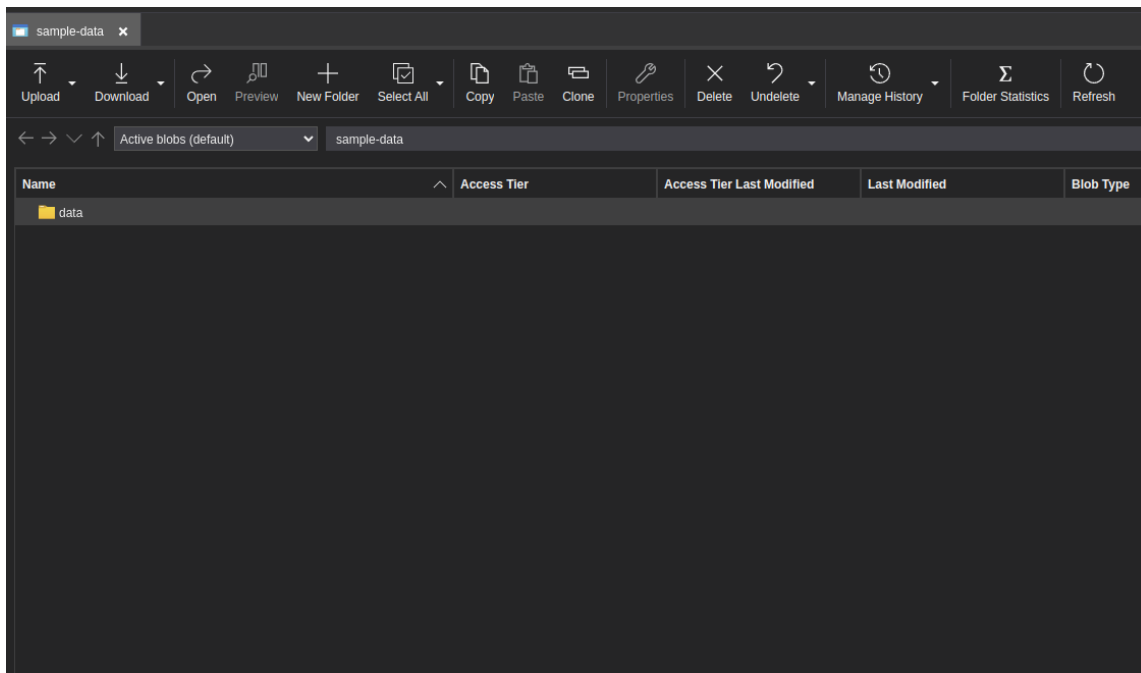 sample-data
Upload Download Open Preview New Folder Select All Copy Paste Clone Properties Delete Undelete Manage History Folder Statistics Refresh
Active blobs (default) sample-data
Name Access Tier Access Tier Last Modified Last Modified Blob Type
data